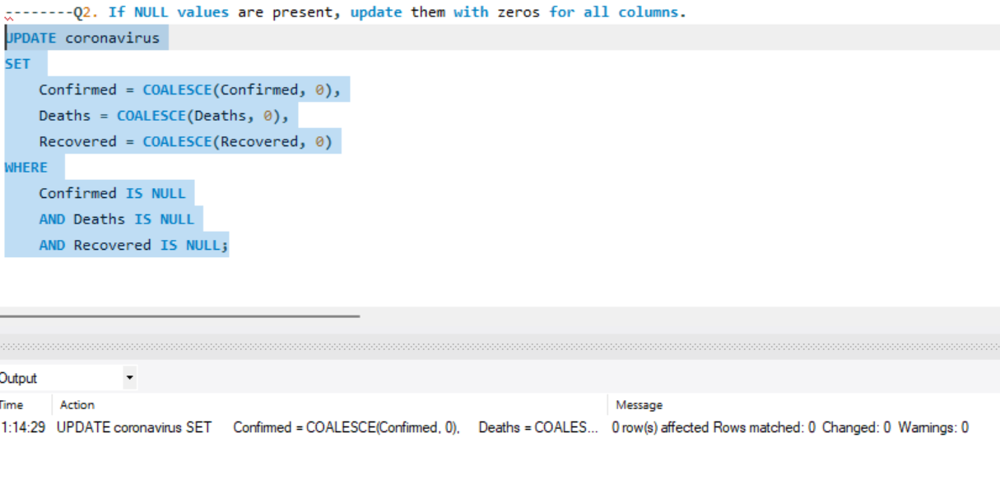 --------Q2. If NULL values are present, update them with zeros for all columns.
UPDATE coronavirus
SET
Confirmed = COALESCE(Confirmed, 0),
Deaths = COALESCE(Deaths, 0),
Recovered = COALESCE(Recovered, 0)
WHERE
Confirmed IS NULL
AND Deaths IS NULL
AND Recovered IS NULL;
Output
Time Action Message
1:14:29 UPDATE coronavirus SET Confirmed = COALESCE(Confirmed, 0), Deaths = COALES... 0 row(s) affected Rows matched: 0 Changed: 0 Warnings: 0